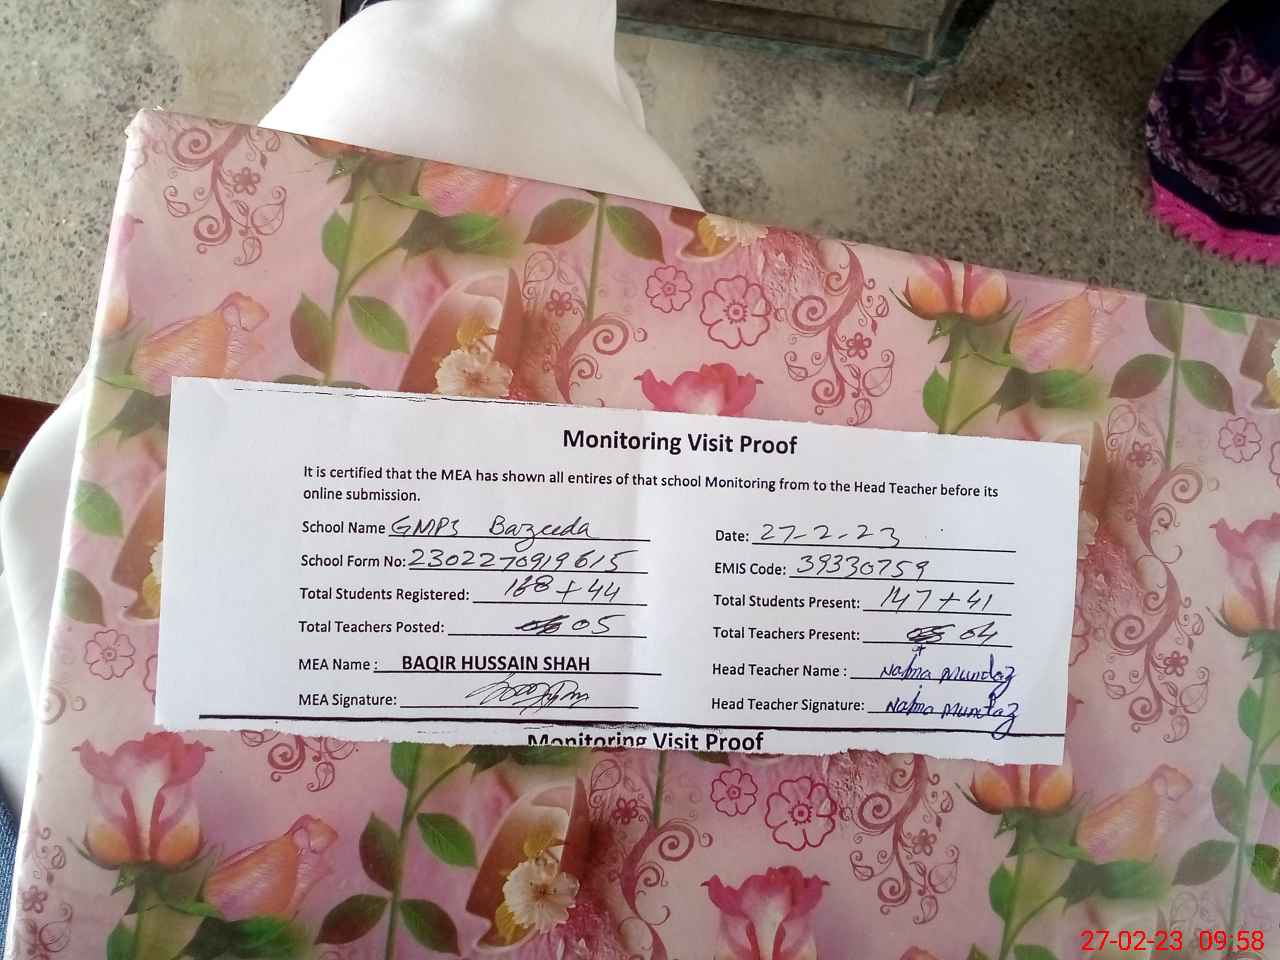 Monitoring Visit Proof
It is certified that the MEA has shown all entires of that school Monitoring from to the Head Teacher before its
online submission.
School Name GMPS Bazeeda
Date: 27-2-23
School Form No: 2302270919615
EMIS Code: 39330759
Total Students Registered: 168+44
Total Students Present: 147+41
Total Teachers Posted: 05
Total Teachers Present: 04
MEA Name : BAQIR HUSSAIN SHAH
Head Teacher Name : Najma Mumtaz
MEA Signature:
Head Teacher Signature: Najma Mumtaz
Monitoring Visit Proof
27-02-23 09:58